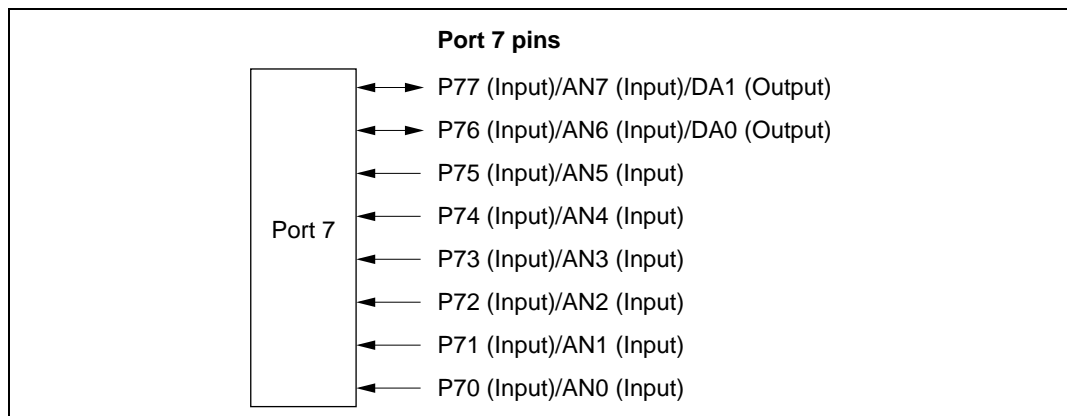 Port 7 pins
P77 (Input)/AN7 (Input)/DA1 (Output)
P76 (Input)/AN6 (Input)/DA0 (Output)
P75 (Input)/AN5 (Input)
P74 (Input)/AN4 (Input)
Port 7
P73 (Input)/AN3 (Input)
P72 (Input)/AN2 (Input)
P71 (Input)/AN1 (Input)
P70 (Input)/AN0 (Input)